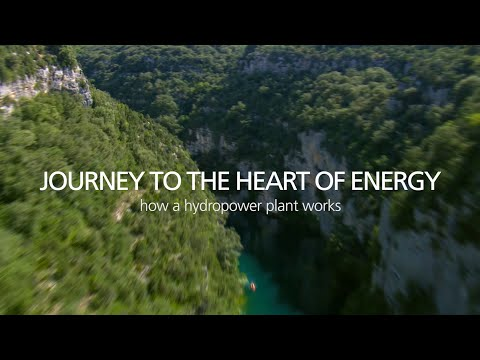 JOURNEY TO THE HEART OF ENERGY
how a hydropower plant works